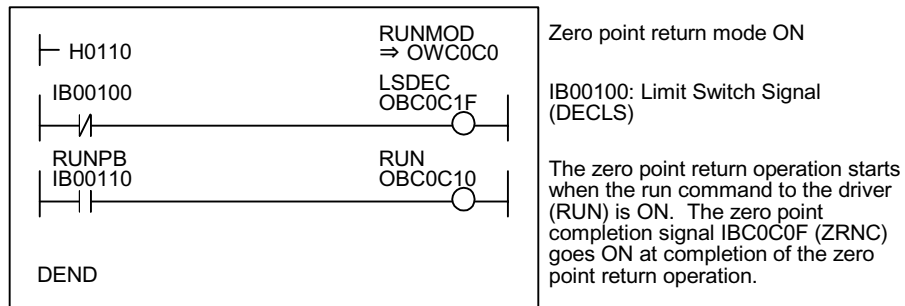 H0110
RUNMOD
⇒ OWC0C0
IB00100
LSDEC
OBC0C1F
RUNPB
IB00110
RUN
OBC0C10
DEND
Zero point return mode ON
IB00100: Limit Switch Signal
(DECLS)
The zero point return operation starts
when the run command to the driver
(RUN) is ON.  The zero point
completion signal IBC0C0F (ZRNC)
goes ON at completion of the zero
point return operation.